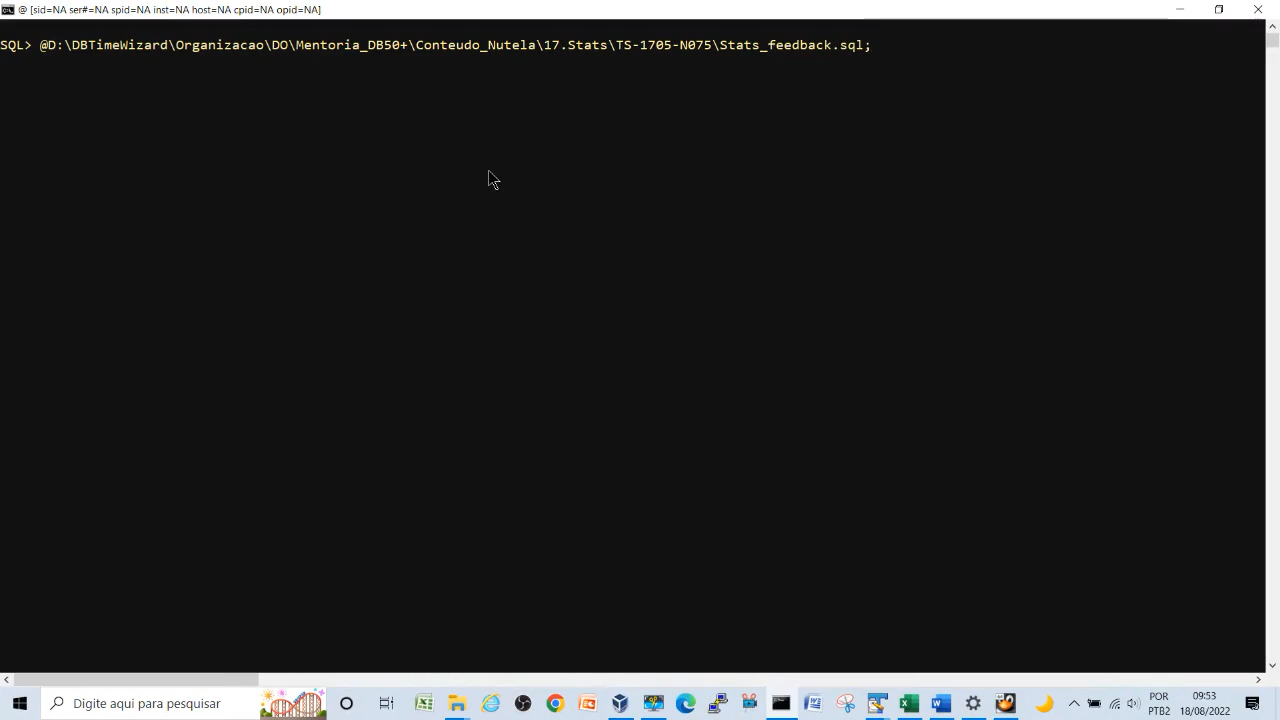 @ [sid=NA ser#=NA spid=NA inst=NA host=NA cpid=NA opid=NA]
SQL> @D:\DBTimeWizard\Organizacao\DO\Mentoria_DB50+\Conteudo_Nutela\17.Stats\TS-1705-N075\Stats_feedback.sql;
Digite aqui para pesquisar
POR
PTB2
09:53
18/08/2022